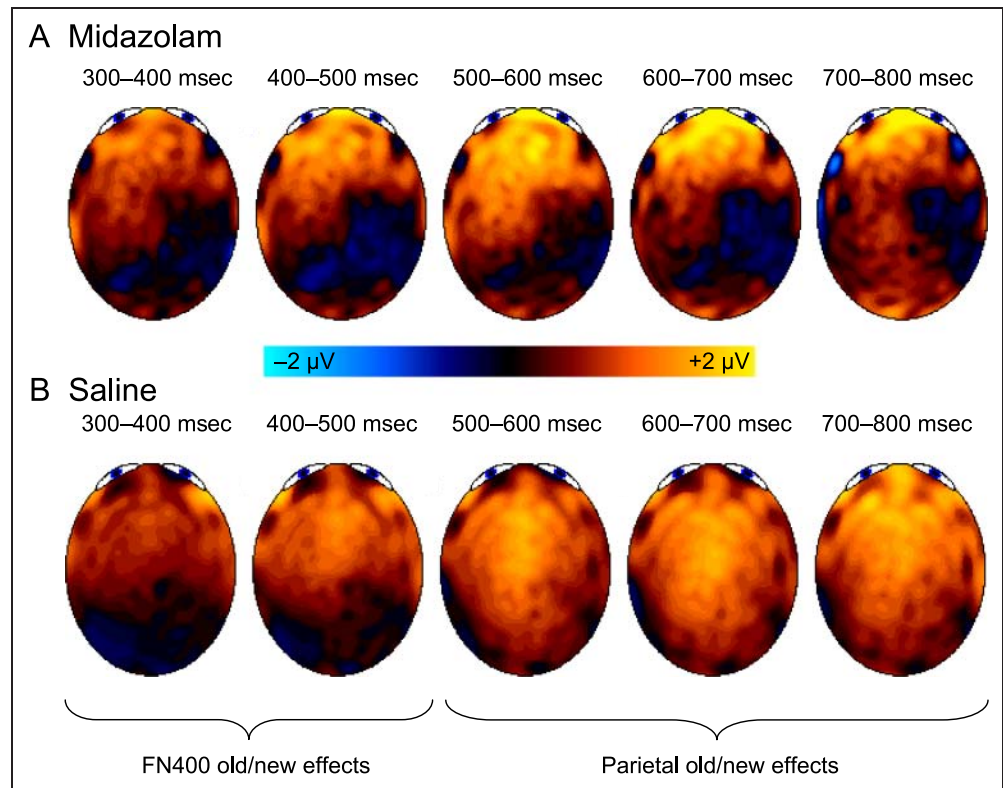 A Midazolam
300–400 msec 400–500 msec 500–600 msec 600–700 msec 700–800 msec
–2 µV +2 µV
B Saline
300–400 msec 400–500 msec 500–600 msec 600–700 msec 700–800 msec
FN400 old/new effects Parietal old/new effects